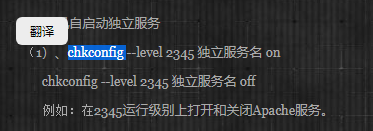 翻译
自启动独立服务
（1）、chkconfig --level 2345 独立服务名 on
chkconfig --level 2345 独立服务名 off
例如：在2345运行级别上打开和关闭Apache服务。